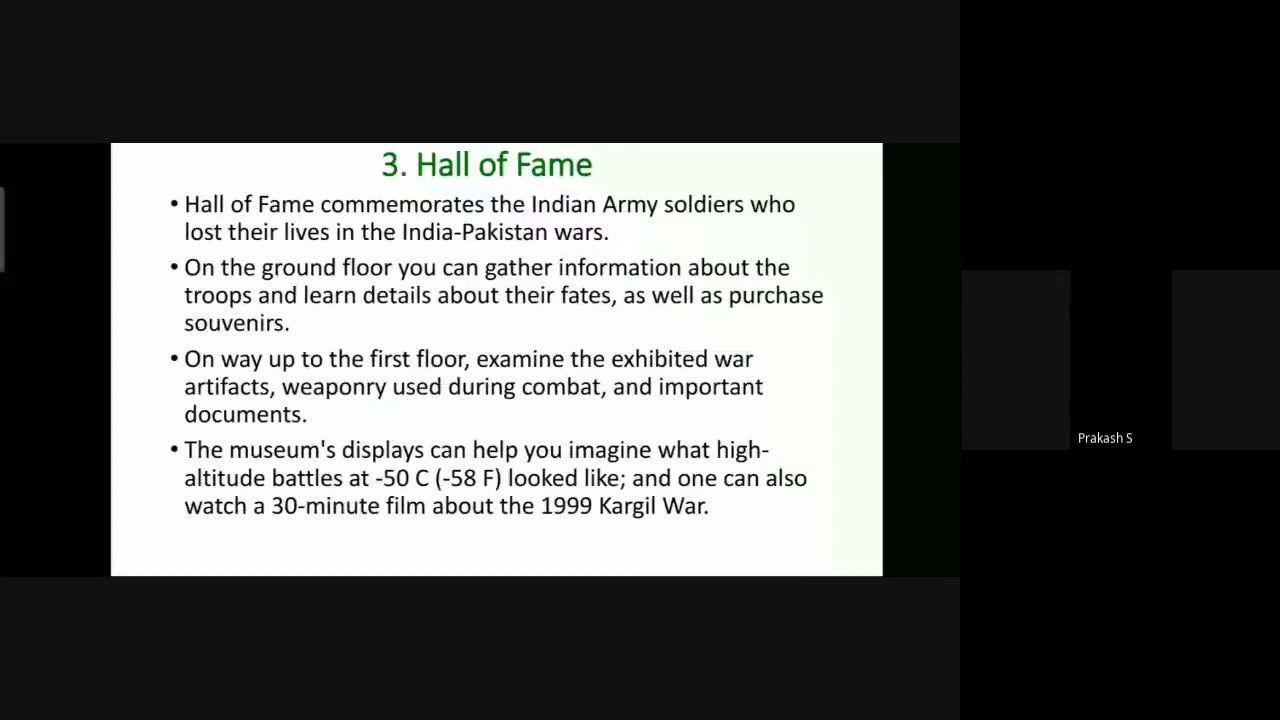 3. Hall of Fame
• Hall of Fame commemorates the Indian Army soldiers who
lost their lives in the India-Pakistan wars.
• On the ground floor you can gather information about the
troops and learn details about their fates, as well as purchase
souvenirs.
• On way up to the first floor, examine the exhibited war
artifacts, weaponry used during combat, and important
documents.
• The museum's displays can help you imagine what high-
altitude battles at -50 C (-58 F) looked like; and one can also
watch a 30-minute film about the 1999 Kargil War.
Prakash S